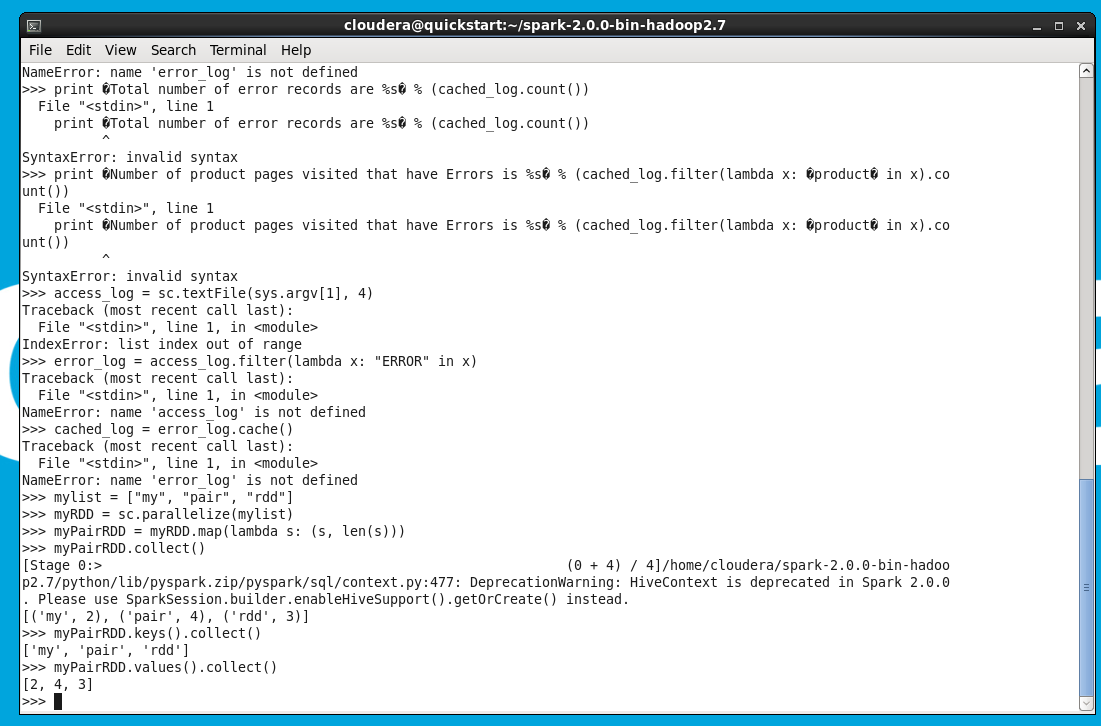 cloudera@quickstart:~/spark-2.0.0-bin-hadoop2.7
File Edit View Search Terminal Help
NameError: name 'error_log' is not defined
>>> print �Total number of error records are %s� % (cached_log.count())
  File "<stdin>", line 1
    print �Total number of error records are %s� % (cached_log.count())
          ^
SyntaxError: invalid syntax
>>> print �Number of product pages visited that have Errors is %s� % (cached_log.filter(lambda x: �product� in x).co
unt())
  File "<stdin>", line 1
    print �Number of product pages visited that have Errors is %s� % (cached_log.filter(lambda x: �product� in x).co
unt())
          ^
SyntaxError: invalid syntax
>>> access_log = sc.textFile(sys.argv[1], 4)
Traceback (most recent call last):
  File "<stdin>", line 1, in <module>
IndexError: list index out of range
>>> error_log = access_log.filter(lambda x: "ERROR" in x)
Traceback (most recent call last):
  File "<stdin>", line 1, in <module>
NameError: name 'access_log' is not defined
>>> cached_log = error_log.cache()
Traceback (most recent call last):
  File "<stdin>", line 1, in <module>
NameError: name 'error_log' is not defined
>>> mylist = ["my", "pair", "rdd"]
>>> myRDD = sc.parallelize(mylist)
>>> myPairRDD = myRDD.map(lambda s: (s, len(s)))
>>> myPairRDD.collect()
[Stage 0:>                                                          (0 + 4) / 4]/home/cloudera/spark-2.0.0-bin-hadoo
p2.7/python/lib/pyspark.zip/pyspark/sql/context.py:477: DeprecationWarning: HiveContext is deprecated in Spark 2.0.0
. Please use SparkSession.builder.enableHiveSupport().getOrCreate() instead.
[('my', 2), ('pair', 4), ('rdd', 3)]
>>> myPairRDD.keys().collect()
['my', 'pair', 'rdd']
>>> myPairRDD.values().collect()
[2, 4, 3]
>>>